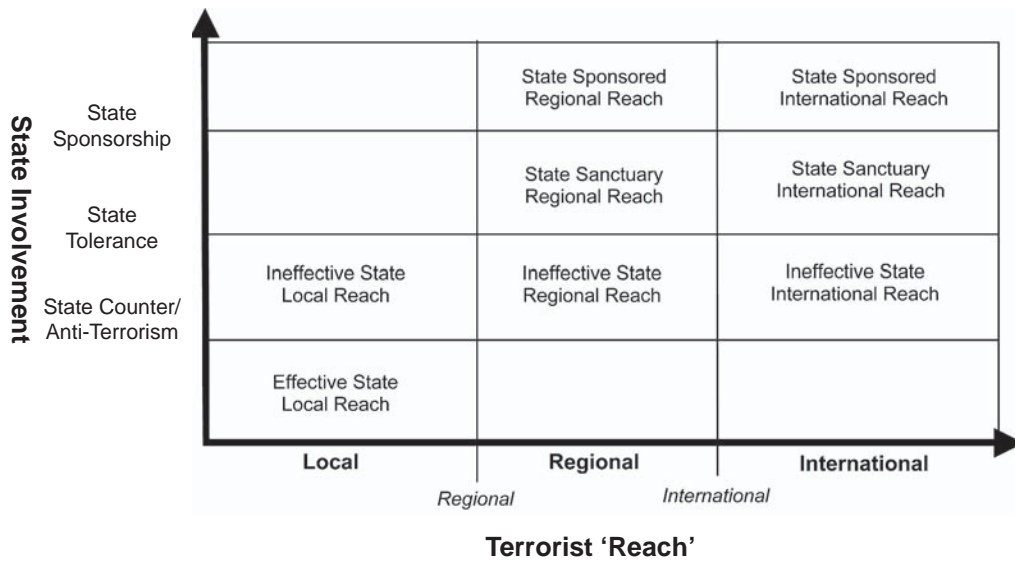 State Involvement
State
Sponsorship
State Sponsored
Regional Reach
State Sponsored
International Reach
State
Tolerance
State Sanctuary
Regional Reach
State Sanctuary
International Reach
State Counter/
Anti-Terrorism
Ineffective State
Local Reach
Ineffective State
Regional Reach
Ineffective State
International Reach
Effective State
Local Reach
Local
Regional
International
Regional
International
Terrorist ‘Reach’